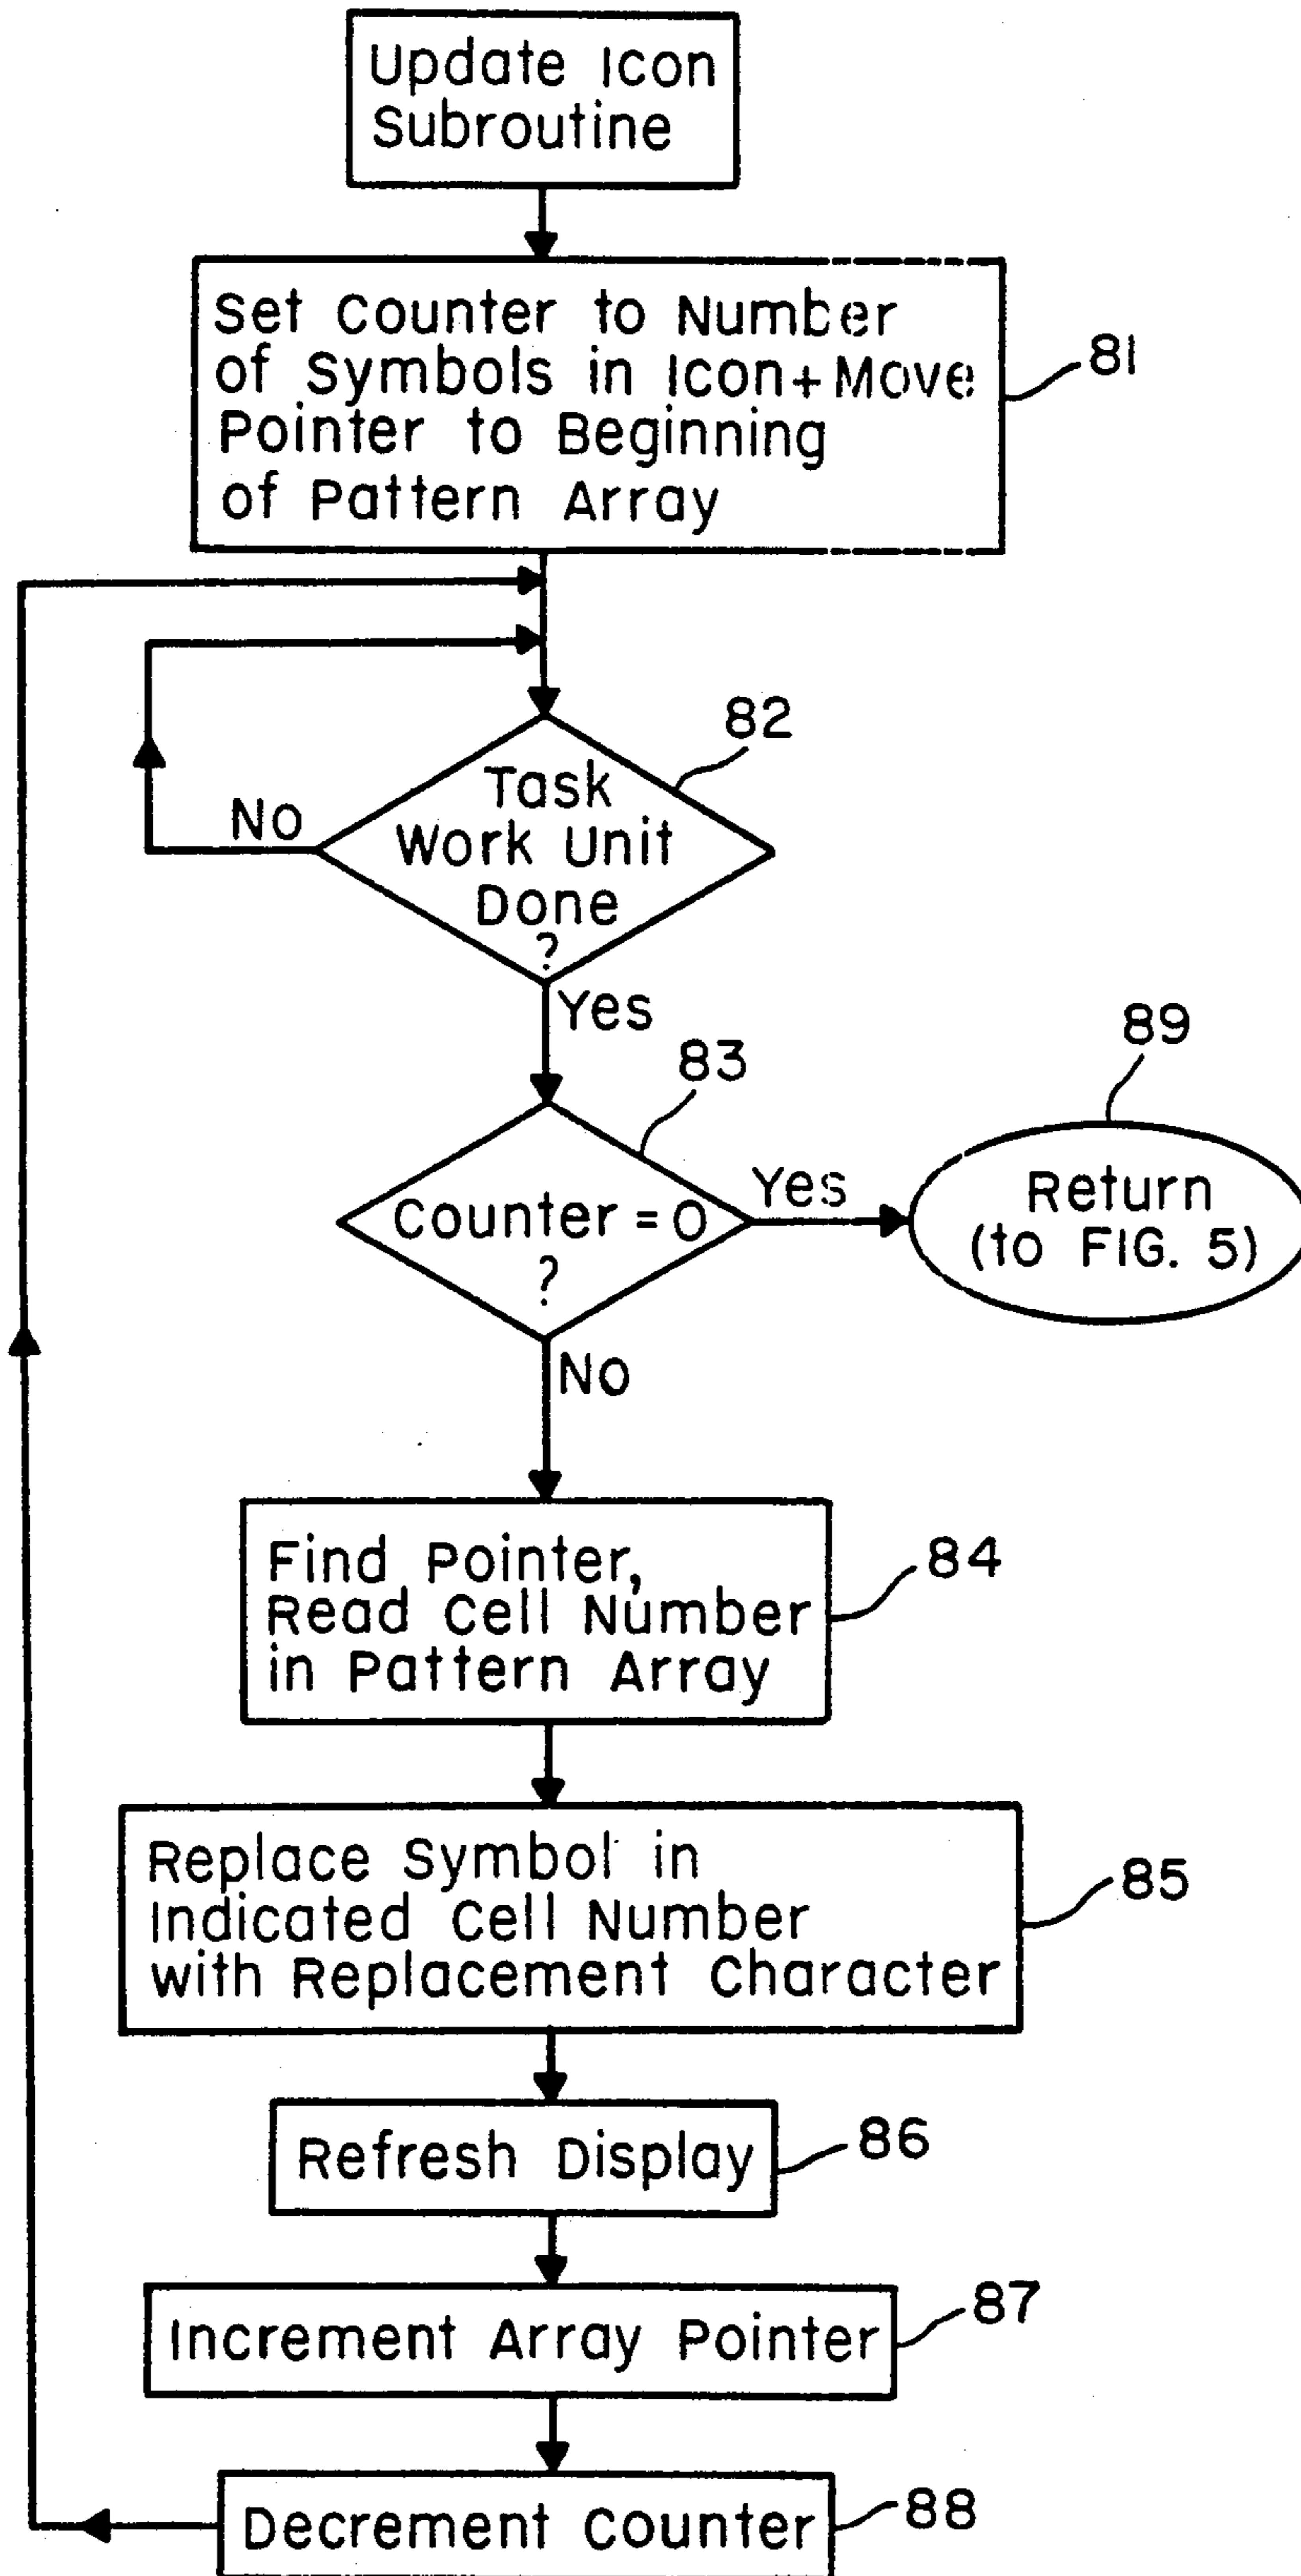 Update Icon
Subroutine
Set Counter to Number
of Symbols in Icon + Move
Pointer to Beginning
of Pattern Array
81
82
Task
Work Unit
Done
?
No
Yes
83
89
Counter = 0
?
Yes
Return
(to FIG. 5)
No
Find Pointer,
Read Cell Number
in Pattern Array
84
Replace Symbol in
Indicated Cell Number
with Replacement Character
85
Refresh Display
86
Increment Array Pointer
87
Decrement Counter
88